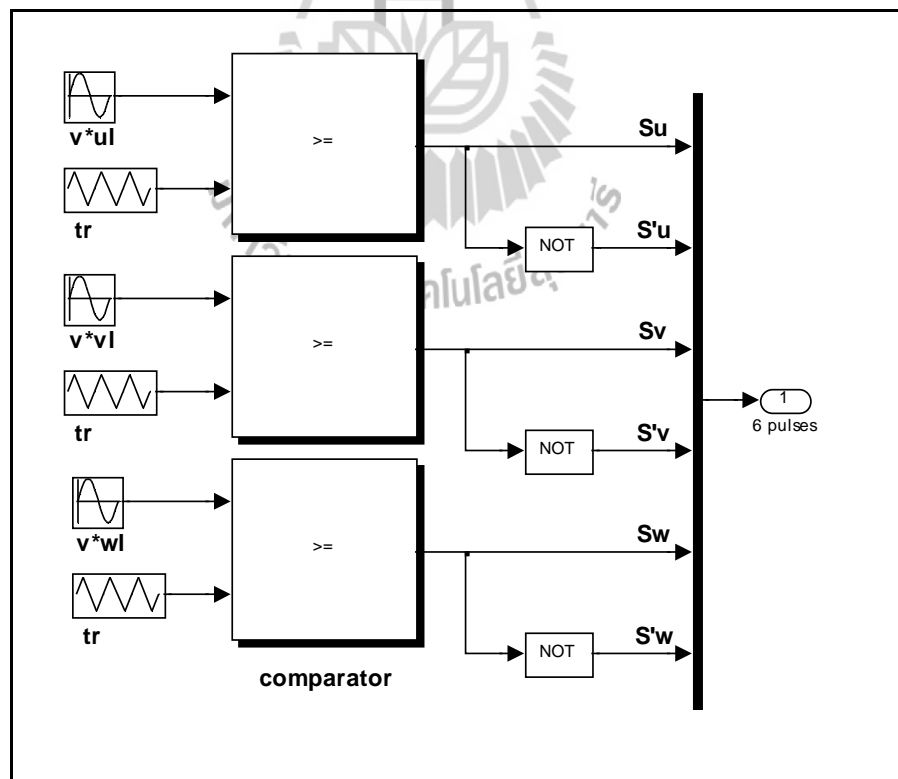 v*ul
tr
>=
Su
NOT
S'u
v*vl
tr
>=
Sv
NOT
S'v
v*wl
tr
>=
Sw
NOT
S'w
comparator
1
6 pulses